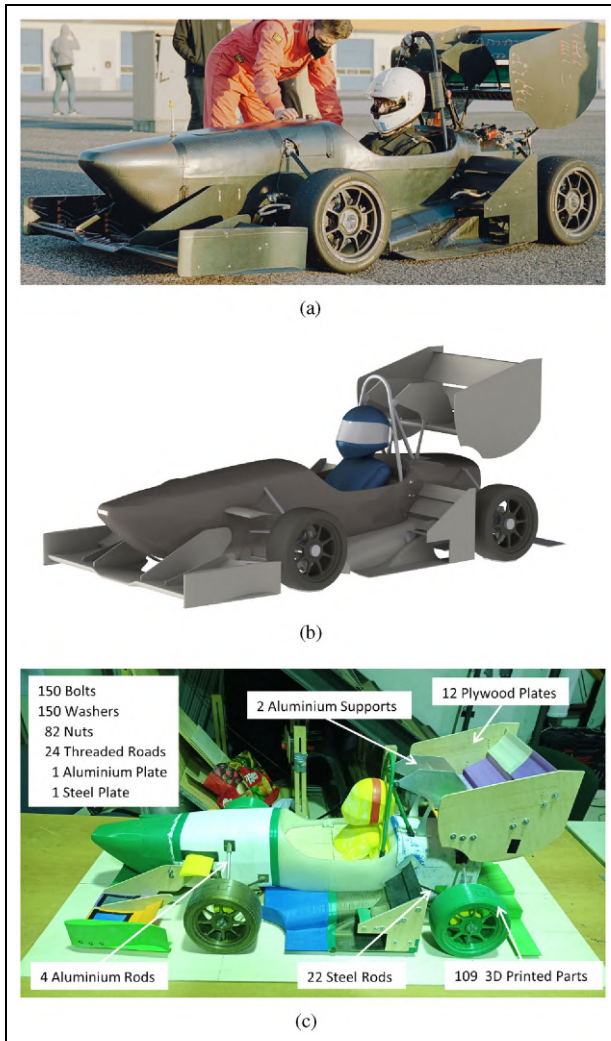 (a)
(b)
150 Bolts
150 Washers
82 Nuts
24 Threaded Roads
1 Aluminium Plate
1 Steel Plate
2 Aluminium Supports
12 Plywood Plates
4 Aluminium Rods
22 Steel Rods
109 3D Printed Parts
(c)